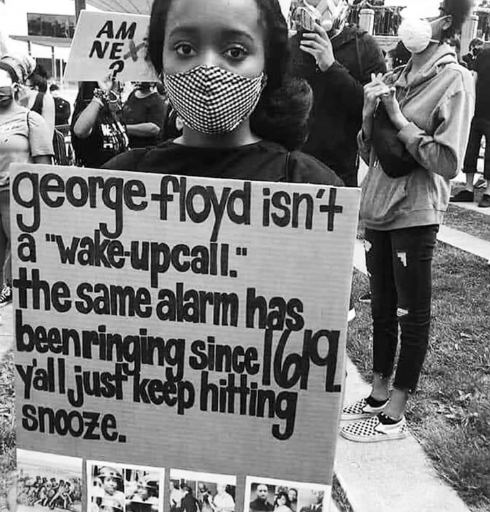 AM
NEX
?
george floyd isn't
a "wake-upcall."
the same alarm has
been ringing since 1619.
y'all just keep hitting
snooze.